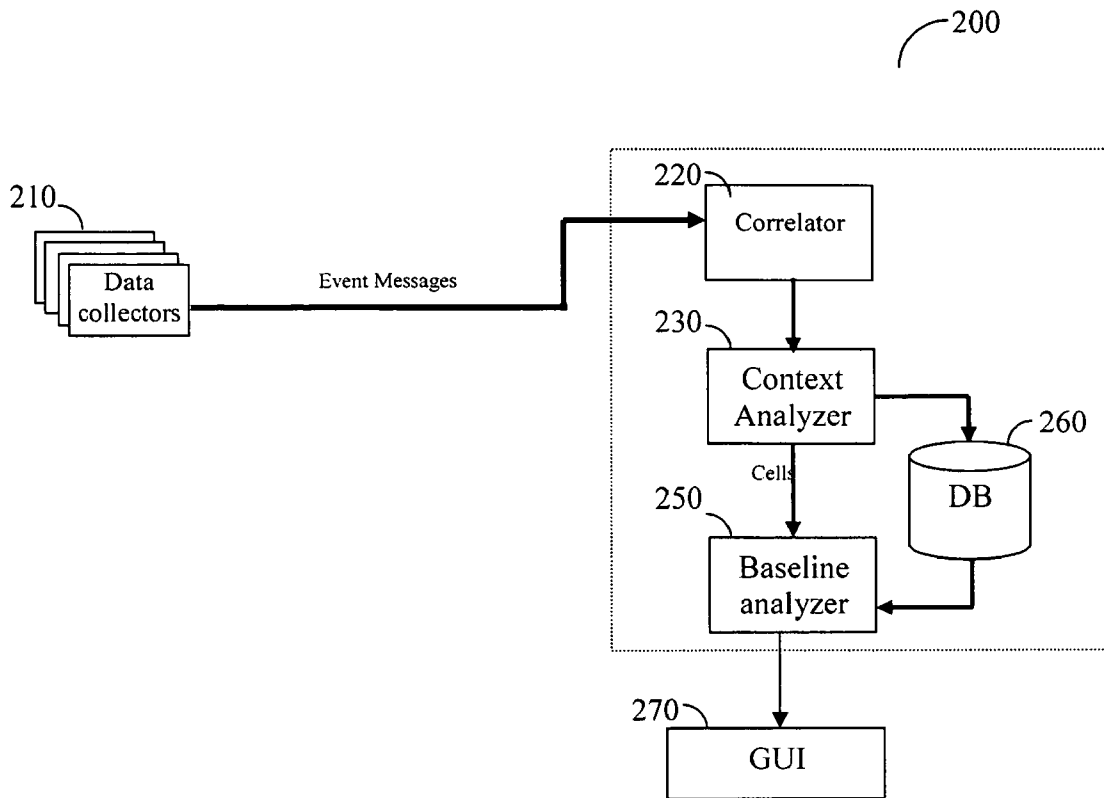 200
210
Data
collectors
Event Messages
220
Correlator
230
Context
Analyzer
260
DB
Cells
250
Baseline
analyzer
270
GUI